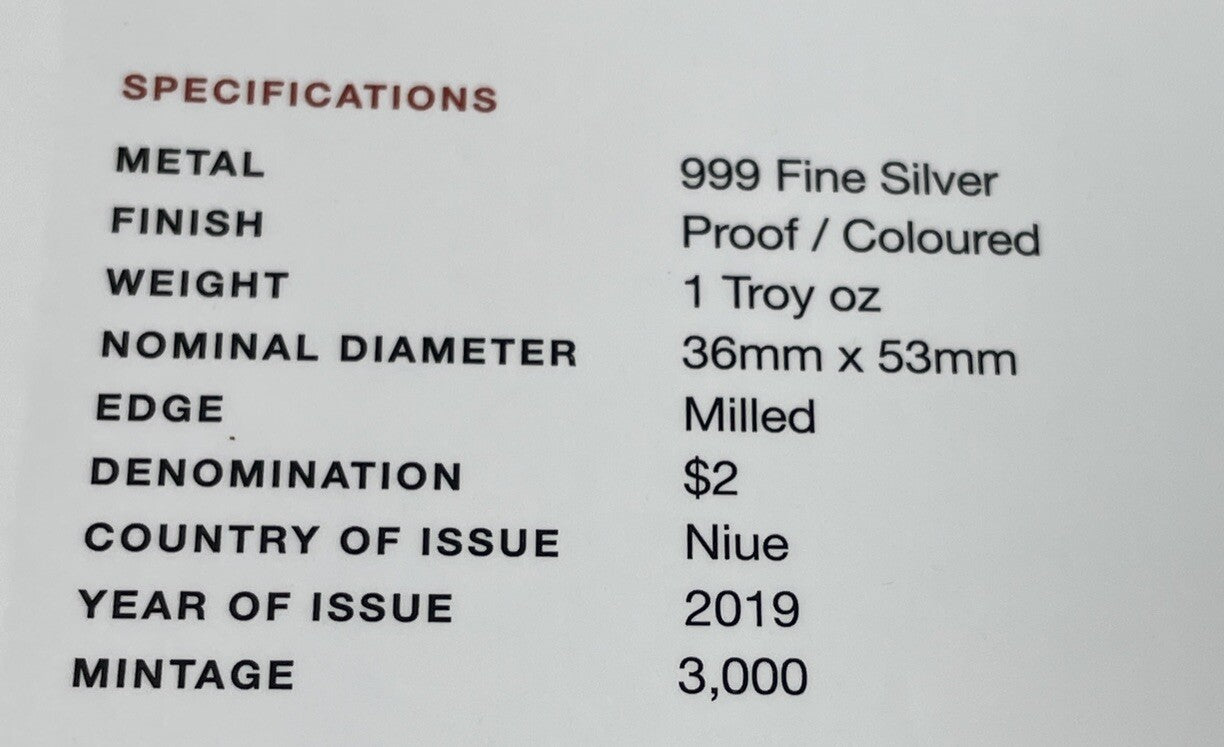 SPECIFICATIONS
METAL 999 Fine Silver
FINISH Proof / Coloured
WEIGHT 1 Troy oz
NOMINAL DIAMETER 36mm x 53mm
EDGE Milled
DENOMINATION $2
COUNTRY OF ISSUE Niue
YEAR OF ISSUE 2019
MINTAGE 3,000